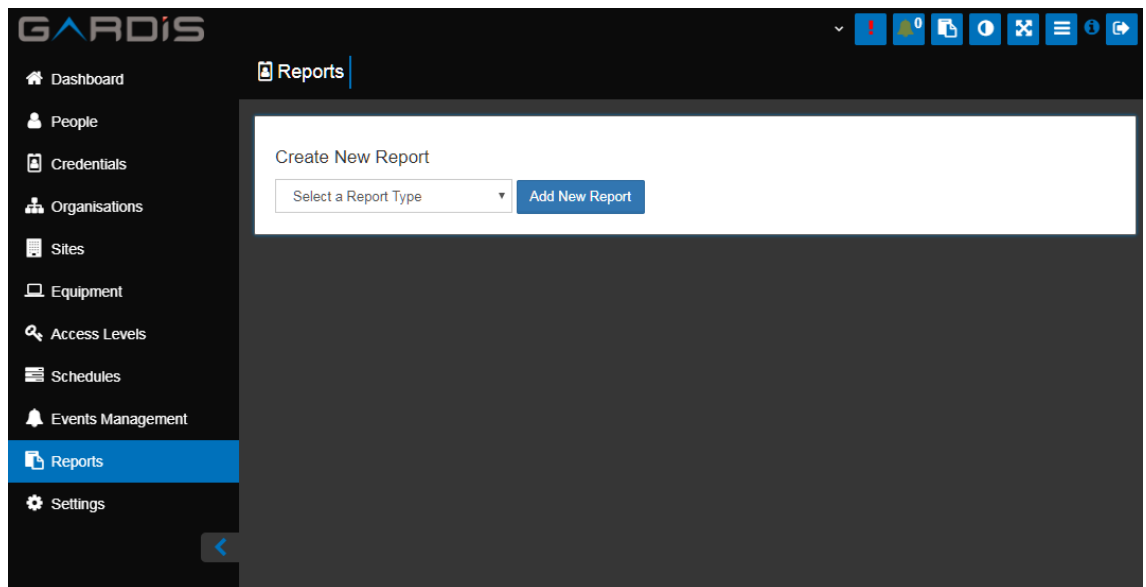 GARDiS
! 0
Reports
Dashboard
People
Credentials
Organisations
Sites
Equipment
Access Levels
Schedules
Events Management
Reports
Settings
Create New Report
Select a Report Type Add New Report